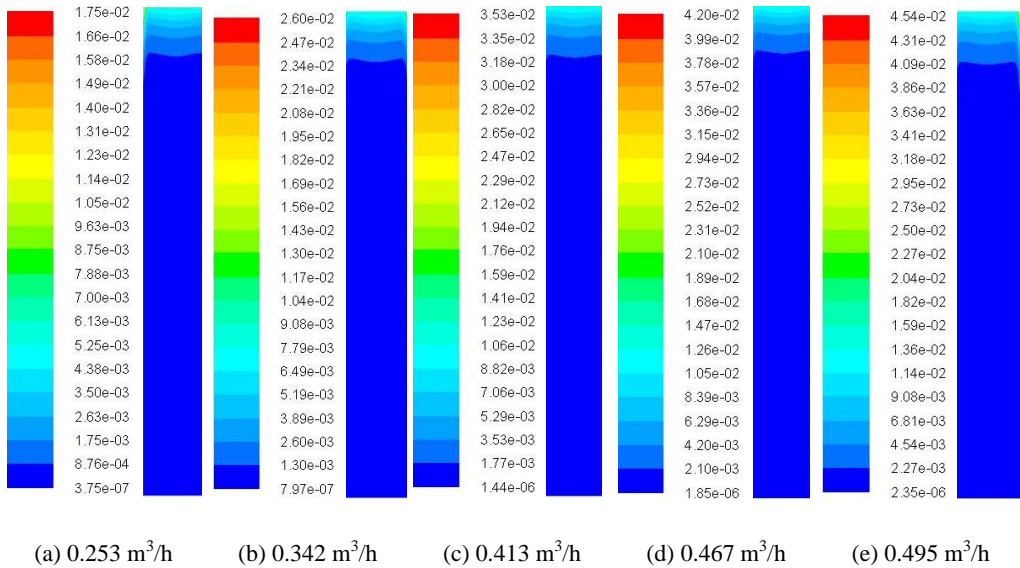 1.75e-02
1.66e-02
1.58e-02
1.49e-02
1.40e-02
1.31e-02
1.23e-02
1.14e-02
1.05e-02
9.63e-03
8.75e-03
7.88e-03
7.00e-03
6.13e-03
5.25e-03
4.38e-03
3.50e-03
2.63e-03
1.75e-03
8.76e-04
3.75e-07
2.60e-02
2.47e-02
2.34e-02
2.21e-02
2.08e-02
1.95e-02
1.82e-02
1.69e-02
1.56e-02
1.43e-02
1.30e-02
1.17e-02
1.04e-02
9.08e-03
7.79e-03
6.49e-03
5.19e-03
3.89e-03
2.60e-03
1.30e-03
7.97e-07
3.53e-02
3.35e-02
3.18e-02
3.00e-02
2.82e-02
2.65e-02
2.47e-02
2.29e-02
2.12e-02
1.94e-02
1.76e-02
1.59e-02
1.41e-02
1.23e-02
1.06e-02
8.82e-03
7.06e-03
5.29e-03
3.53e-03
1.77e-03
1.44e-06
4.20e-02
3.99e-02
3.78e-02
3.57e-02
3.36e-02
3.15e-02
2.94e-02
2.73e-02
2.52e-02
2.31e-02
2.10e-02
1.89e-02
1.68e-02
1.47e-02
1.26e-02
1.05e-02
8.39e-03
6.29e-03
4.20e-03
2.10e-03
1.85e-06
4.54e-02
4.31e-02
4.09e-02
3.86e-02
3.63e-02
3.41e-02
3.18e-02
2.95e-02
2.73e-02
2.50e-02
2.27e-02
2.04e-02
1.82e-02
1.59e-02
1.36e-02
1.14e-02
9.08e-03
6.81e-03
4.54e-03
2.27e-03
2.35e-06
(a) 0.253 m³/h
(b) 0.342 m³/h
(c) 0.413 m³/h
(d) 0.467 m³/h
(e) 0.495 m³/h